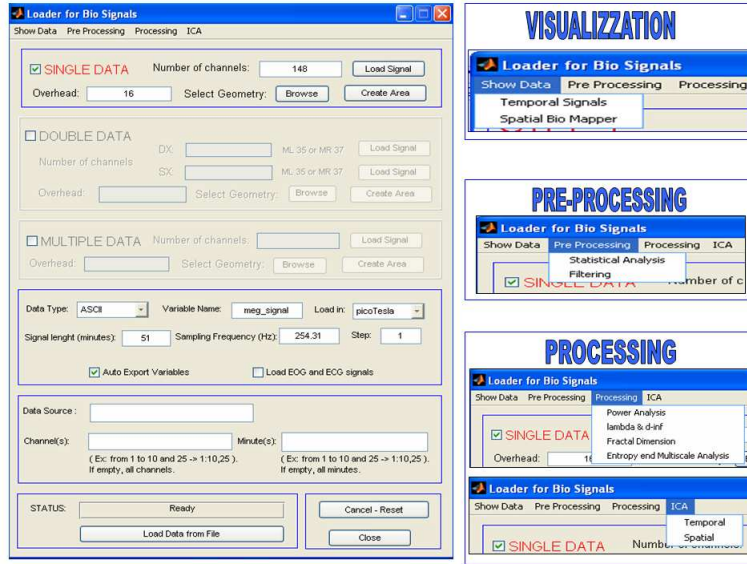 Loader for Bio Signals
Show Data Pre Processing Processing ICA
SINGLE DATA Number of channels: 148 Load Signal
Overhead: 16 Select Geometry: Browse Create Area
DOUBLE DATA
Number of channels
DX: ML 35 or MR 37 Load Signal
SX: ML 35 or MR 37 Load Signal
Overhead: Select Geometry: Browse Create Area
MULTIPLE DATA Number of channels: Load Signal
Overhead: Select Geometry: Browse Create Area
Data Type: ASCII Variable Name: meg_signal Load in: picoTesla
Signal lenght (minutes): 51 Sampling Frequency (Hz): 254.31 Step: 1
Auto Export Variables Load EOG and ECG signals
Data Source :
Channel(s): Minute(s):
( Ex: from 1 to 10 and 25 -> 1:10,25 ). ( Ex: from 1 to 10 and 25 -> 1:10,25 ).
If empty, all channels. If empty, all minutes.
STATUS: Ready Cancel - Reset
Load Data from File Close
VISUALIZZATION
Loader for Bio Signals
Show Data Pre Processing Processing
Temporal Signals
Spatial Bio Mapper
PRE-PROCESSING
Loader for Bio Signals
Show Data Pre Processing Processing ICA
Statistical Analysis
Filtering
SINGLE DATA Number of c
PROCESSING
Loader for Bio Signals
Show Data Pre Processing Processing ICA
Power Analysis
lambda & d-inf
Fractal Dimension
Entropy end Multiscale Analysis
SINGLE DATA
Overhead: 16
Loader for Bio Signals
Show Data Pre Processing Processing ICA
Temporal
Spatial
SINGLE DATA Number of channels: